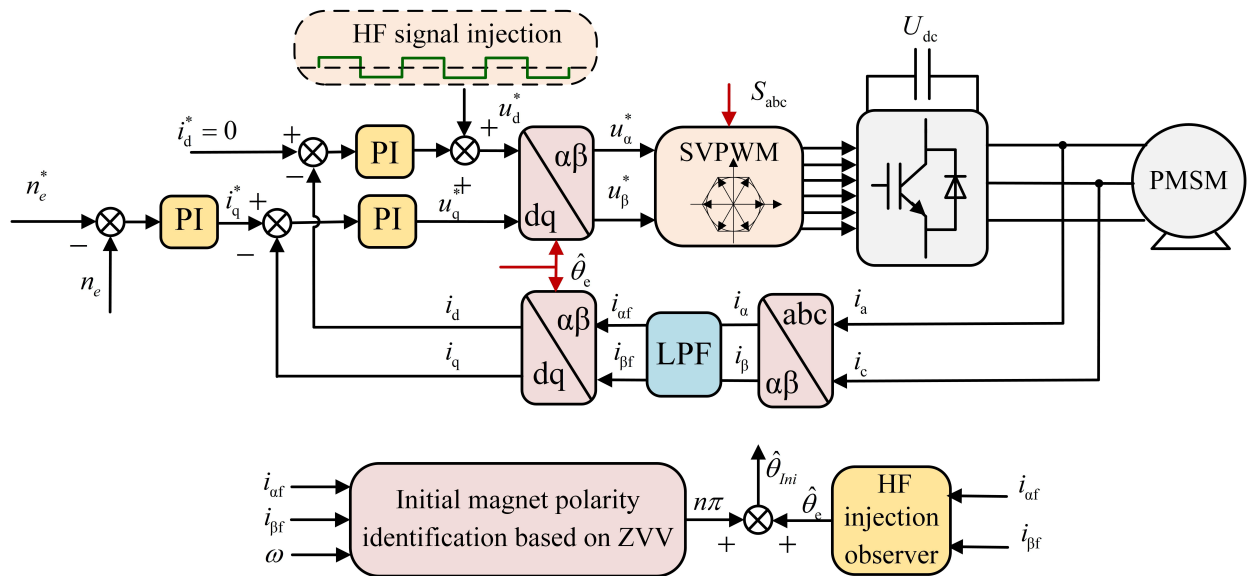 HF signal injection
U_dc
i_d^* = 0
+
−
PI
+
+
u_d^*
αβ
dq
u_α^*
u_β^*
S_abc
SVPWM
PMSM
n_e^*
−
n_e
PI
i_q^*
+
−
PI
u_q^*
θ̂_e
i_d
i_q
αβ
dq
i_αf
i_βf
LPF
i_α
i_β
abc
αβ
i_a
i_c
i_αf
i_βf
ω
Initial magnet polarity
identification based on ZVV
nπ
+
θ̂_Ini
+
θ̂_e
HF
injection
observer
i_αf
i_βf